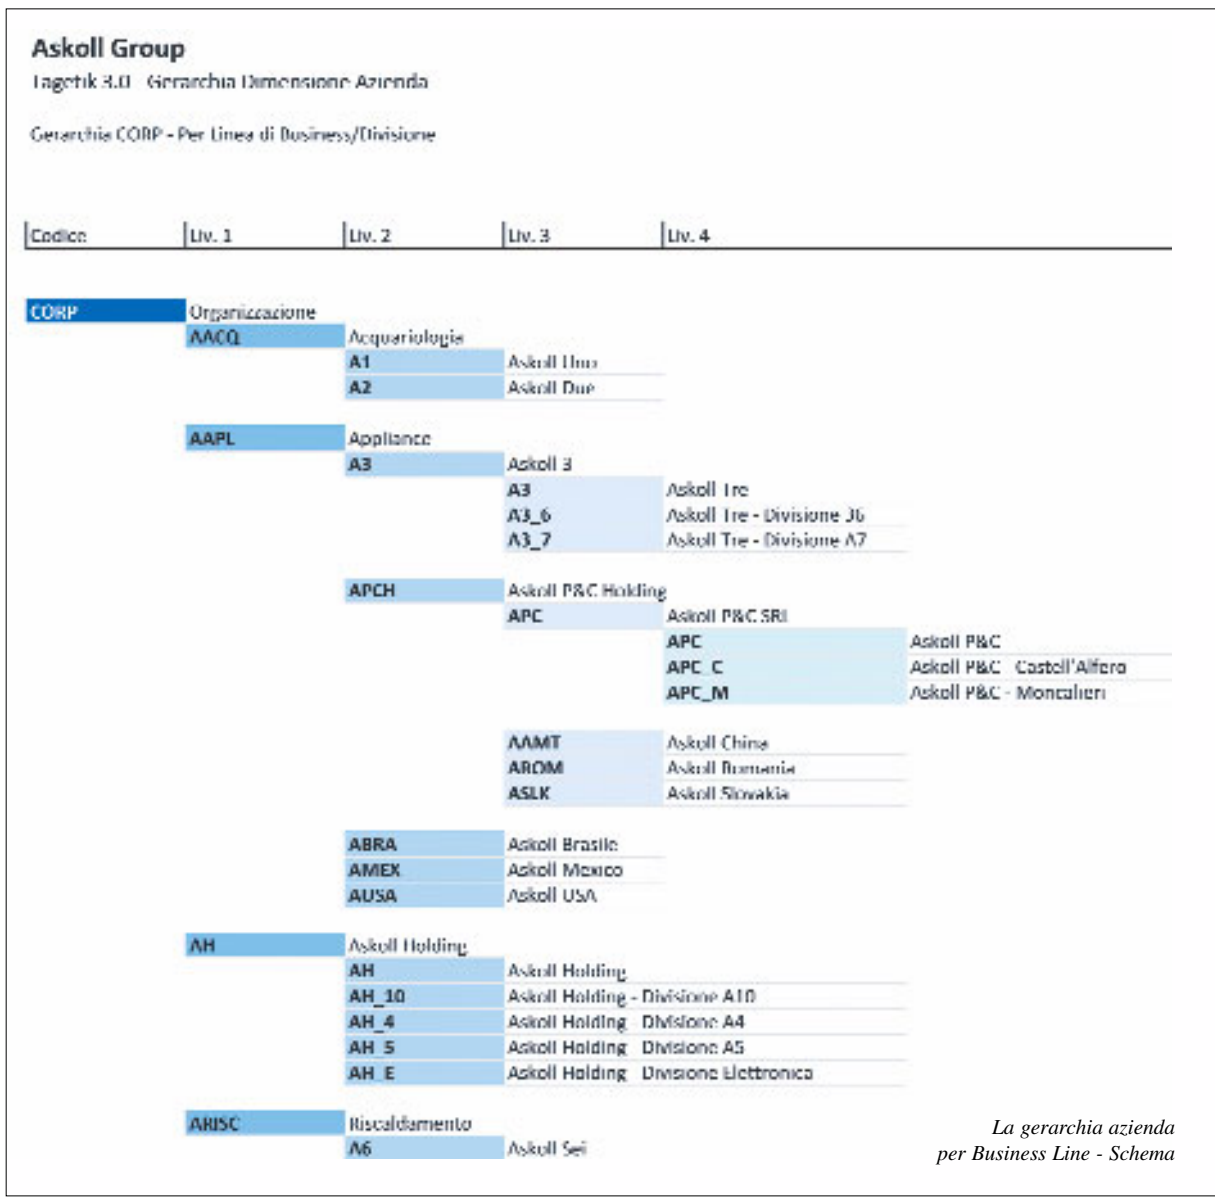 Askoll Group
Tagetik 3.0 - Gerarchia Dimensione Azienda
Gerarchia CORP - Per Linea di Business/Divisione
Codice Liv. 1 Liv. 2 Liv. 3 Liv. 4
CORP Organizzazione
AACQ Acquariologia
A1 Askoll Uno
A2 Askoll Due
AAPL Appliance
A3 Askoll 3
A3 Askoll Tre
A3_6 Askoll Tre - Divisione 36
A3_7 Askoll Tre - Divisione A7
APCH Askoll P&C Holding
APC Askoll P&C SRL
APC Askoll P&C
APC_C Askoll P&C - Castell'Alfero
APC_M Askoll P&C - Moncalieri
AAMT Askoll China
AROM Askoll Romania
ASLK Askoll Slovakia
ABRA Askoll Brasile
AMEX Askoll Mexico
AUSA Askoll USA
AH Askoll Holding
AH Askoll Holding
AH_10 Askoll Holding - Divisione A10
AH_4 Askoll Holding - Divisione A4
AH_5 Askoll Holding - Divisione A5
AH_E Askoll Holding - Divisione Elettronica
ARISC Riscaldamento
A6 Askoll Sei
La gerarchia azienda
per Business Line - Schema